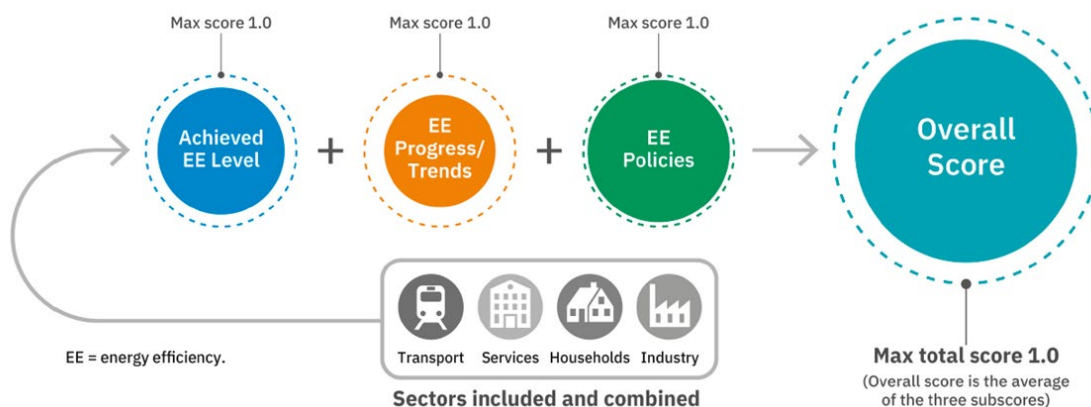 Max score 1.0
Max score 1.0
Max score 1.0
Achieved
EE Level
+
EE
Progress/
Trends
+
EE
Policies
Overall
Score
Transport
Services
Households
Industry
EE = energy efficiency.
Sectors included and combined
Max total score 1.0
(Overall score is the average
of the three subscores)